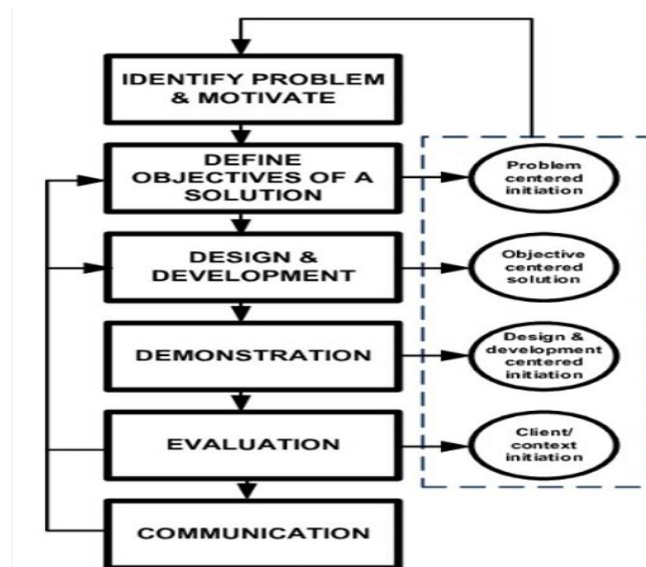 IDENTIFY PROBLEM
& MOTIVATE
DEFINE
OBJECTIVES OF A
SOLUTION
Problem
centered
initiation
DESIGN &
DEVELOPMENT
Objective
centered
solution
DEMONSTRATION
Design &
development
centered
initiation
EVALUATION
Client/
context
initiation
COMMUNICATION